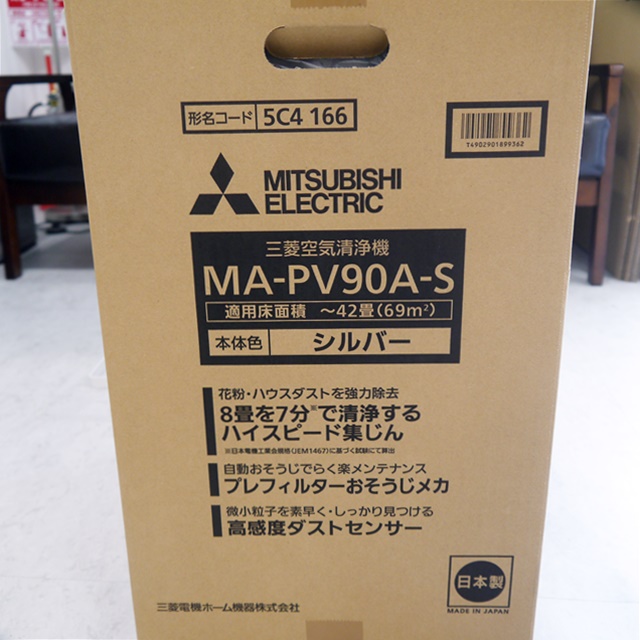 形名コード 5C4 166
T4902901899362
MITSUBISHI
ELECTRIC
三菱空気清浄機
MA-PV90A-S
適用床面積 ～42畳(69m²)
本体色 シルバー
花粉・ハウスダストを強力除去
8畳を7分※で清浄する
ハイスピード集じん
※日本電機工業会規格(JEM1467)に基づく試験にて算出
自動おそうじでらく楽メンテナンス
プレフィルターおそうじメカ
微小粒子を素早く・しっかり見つける
高感度ダストセンサー
日本製
MADE IN JAPAN
三菱電機ホーム機器株式会社